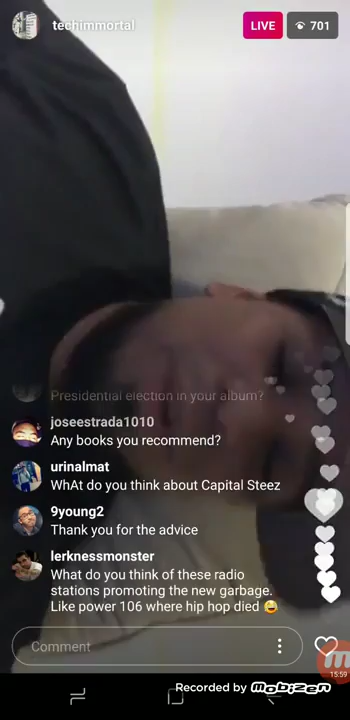 techimmortal
LIVE
701
Presidential election in your album?
joseestrada1010
Any books you recommend?
urinalmat
WhAt do you think about Capital Steez
9young2
Thank you for the advice
lerknessmonster
What do you think of these radio
stations promoting the new garbage.
Like power 106 where hip hop died 😂
Comment
15:59
Recorded by Mobizen